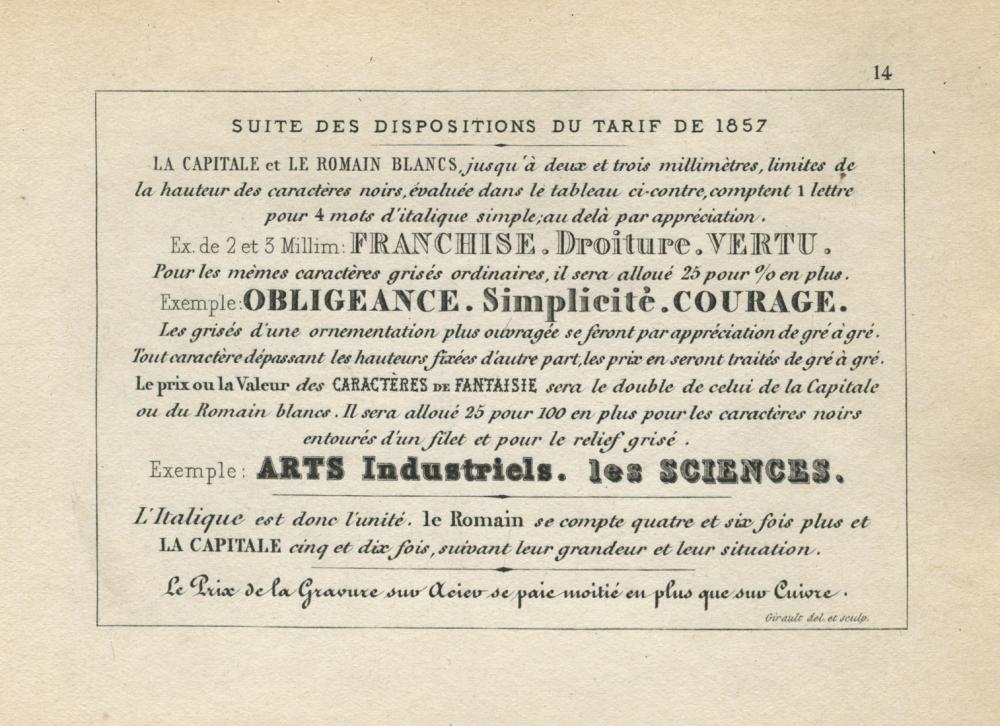 14
SUITE DES DISPOSITIONS DU TARIF DE 1857
LA CAPITALE et LE ROMAIN BLANCS, jusqu'à deux et trois millimètres, limites de
la hauteur des caractères noirs, évaluée dans le tableau ci-contre, comptent 1 lettre
pour 4 mots d'italique simple; au delà par appréciation.
Ex. de 2 et 3 Millim: FRANCHISE. Droiture. VERTU.
Pour les mêmes caractères grisés ordinaires, il sera alloué 25 pour % en plus.
Exemple: OBLIGEANCE. Simplicité. COURAGE.
Les grisés d'une ornementation plus ouvragée se feront par appréciation de gré à gré.
Tout caractère dépassant les hauteurs fixées d'autre part, les prix en seront traités de gré à gré.
Le prix ou la Valeur des CARACTÈRES DE FANTAISIE sera le double de celui de la Capitale
ou du Romain blancs. Il sera alloué 25 pour 100 en plus pour les caractères noirs
entourés d'un filet et pour le relief grisé.
Exemple: ARTS Industriels. les SCIENCES.
L'Italique est donc l'unité. le Romain se compte quatre et six fois plus et
LA CAPITALE cinq et dix fois, suivant leur grandeur et leur situation.
Le Prix de la Gravure sur Acier se paie moitié en plus que sur Cuivre.
Girault del. et sculp.